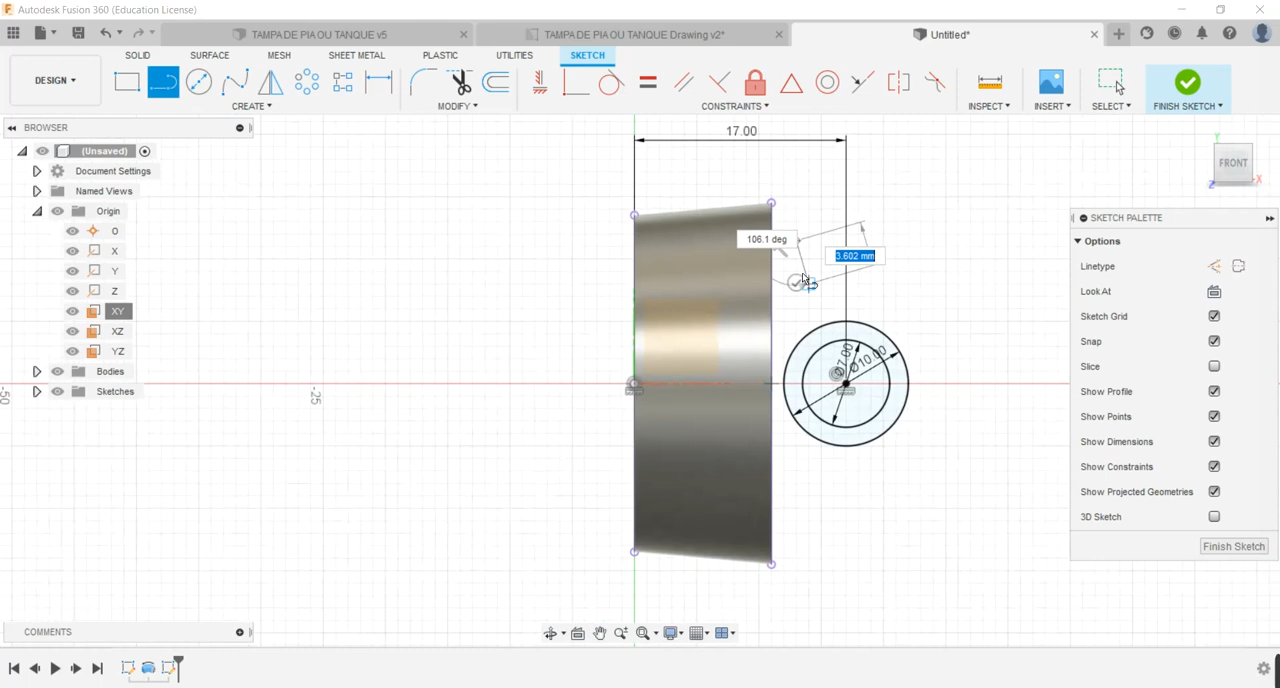 Autodesk Fusion 360 (Education License)
TAMPA DE PIA OU TANQUE v5
TAMPA DE PIA OU TANQUE Drawing v2*
Untitled*
DESIGN
SOLID
SURFACE
MESH
SHEET METAL
PLASTIC
UTILITIES
SKETCH
CREATE
MODIFY
CONSTRAINTS
INSPECT
INSERT
SELECT
FINISH SKETCH
BROWSER
(Unsaved)
Document Settings
Named Views
Origin
O
X
Y
Z
XY
XZ
YZ
Bodies
Sketches
17.00
106.1 deg
3.602 mm
Ø7.00
Ø10.00
-50
-25
Y
FRONT
X
Z
SKETCH PALETTE
Options
Linetype
Look At
Sketch Grid
Snap
Slice
Show Profile
Show Points
Show Dimensions
Show Constraints
Show Projected Geometries
3D Sketch
Finish Sketch
COMMENTS